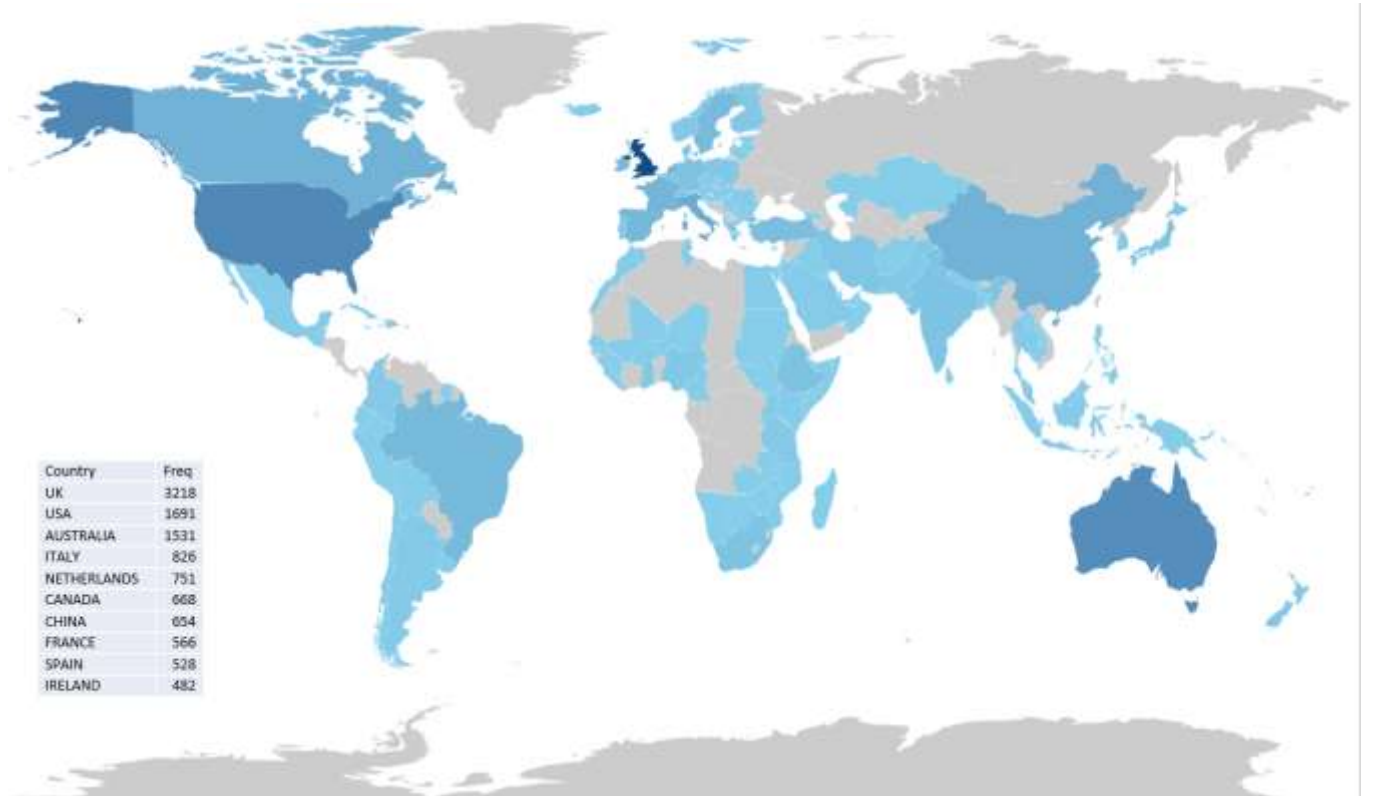 Country Freq
UK 3218
USA 1691
AUSTRALIA 1531
ITALY 826
NETHERLANDS 751
CANADA 668
CHINA 654
FRANCE 566
SPAIN 528
IRELAND 482